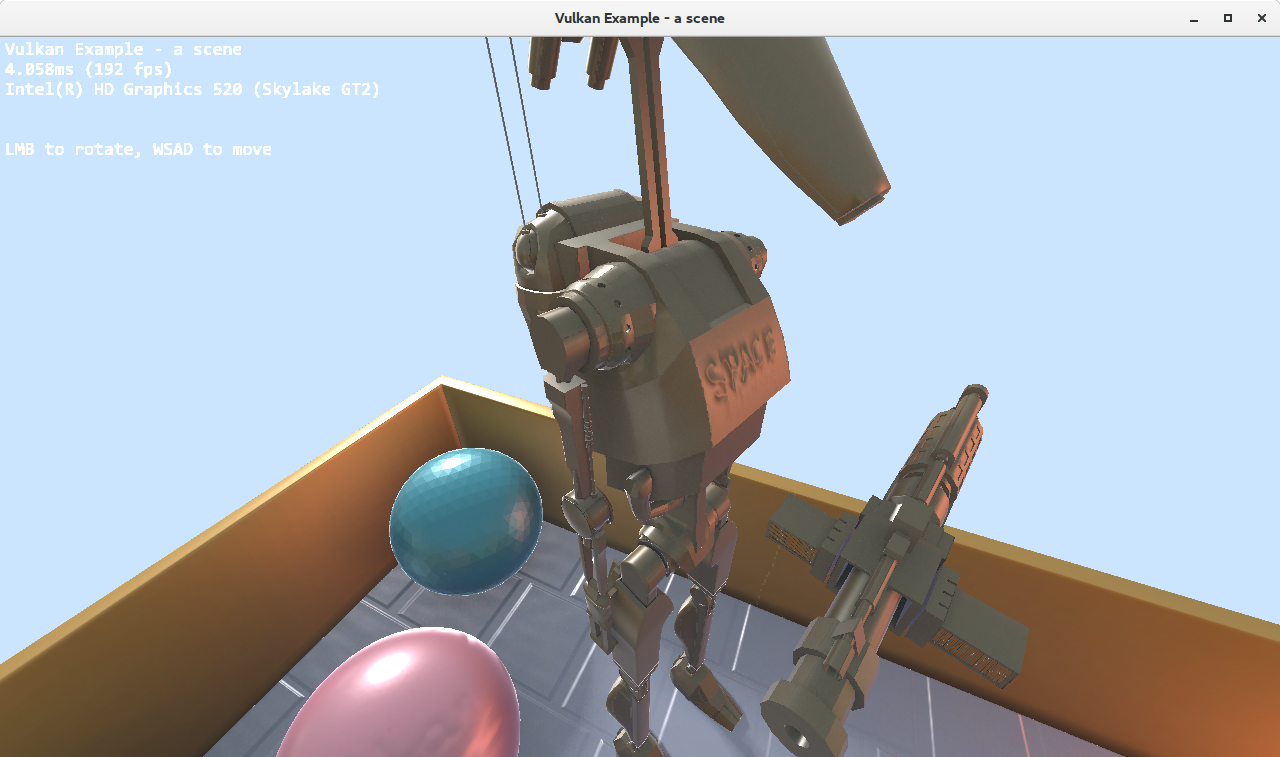 Vulkan Example - a scene
Vulkan Example - a scene
4.058ms (192 fps)
Intel(R) HD Graphics 520 (Skylake GT2)
LMB to rotate, WSAD to move
SPACE